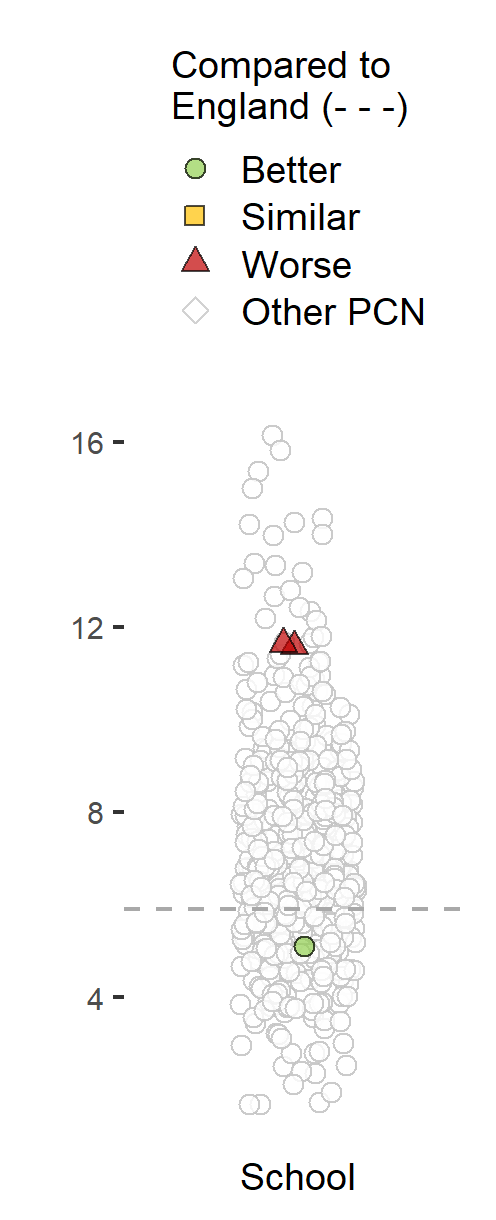 Compared to
England (- - -)
Better
Similar
Worse
Other PCN
16
12
8
4
School